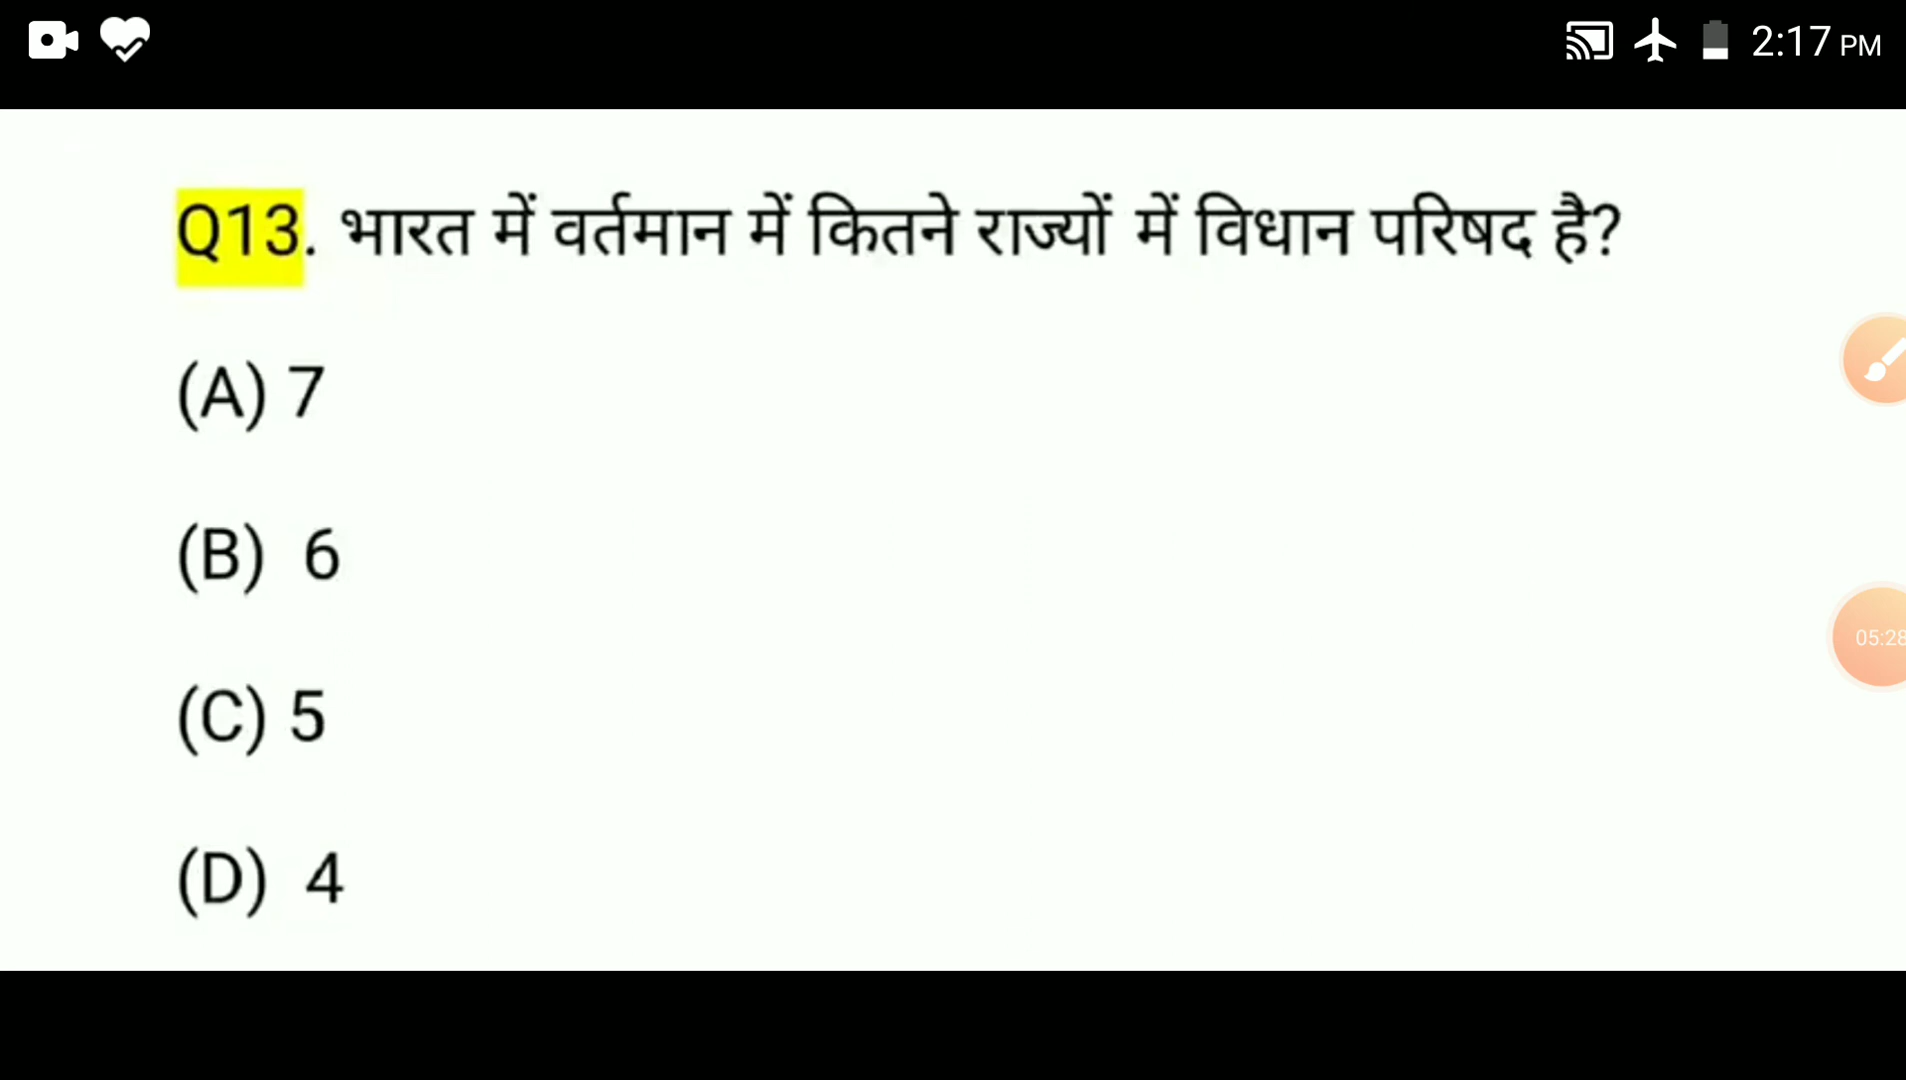 2:17 PM
Q13. भारत में वर्तमान में कितने राज्यों में विधान परिषद है?
(A) 7
(B) 6
(C) 5
05:28
(D) 4